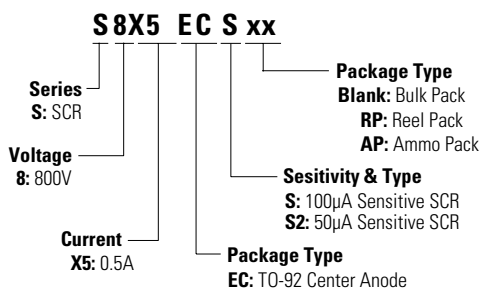 S 8X5 EC S xx
Series
S: SCR
Voltage
8: 800V
Current
X5: 0.5A
Package Type
Blank: Bulk Pack
RP: Reel Pack
AP: Ammo Pack
Sesitivity & Type
S: 100μA Sensitive SCR
S2: 50μA Sensitive SCR
Package Type
EC: TO-92 Center Anode